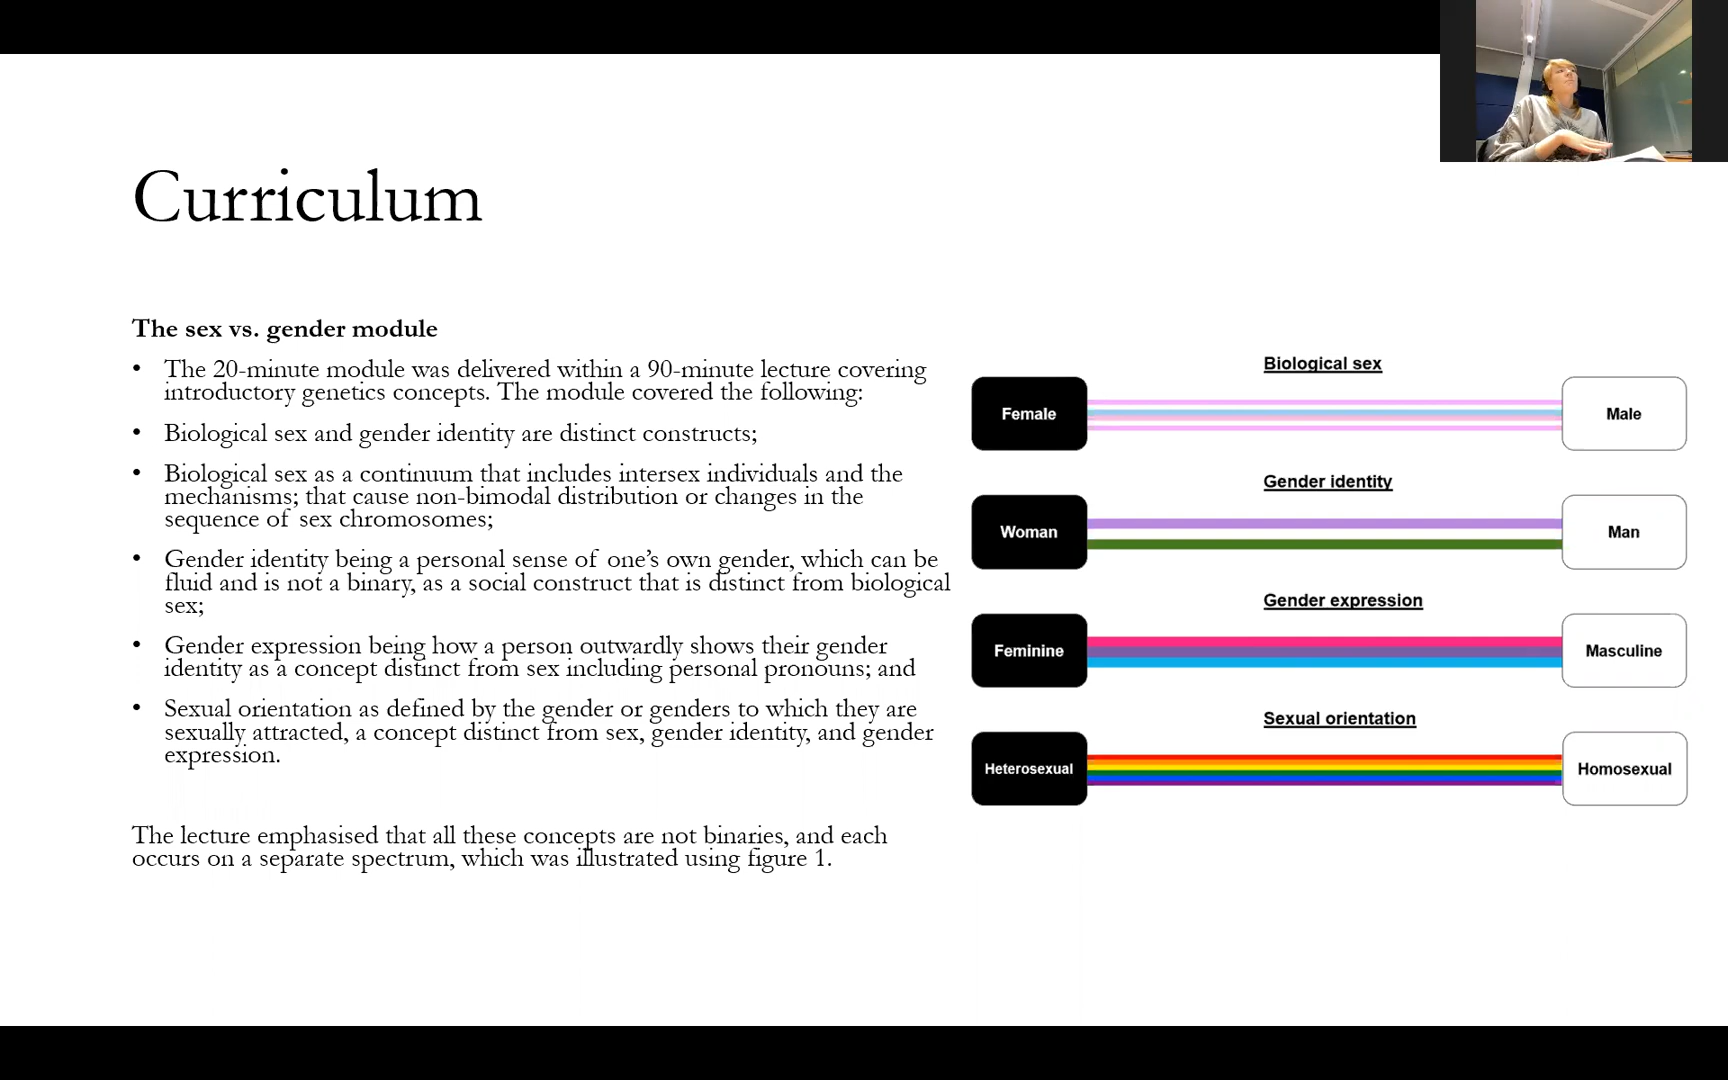 Curriculum
The sex vs. gender module
• The 20-minute module was delivered within a 90-minute lecture covering
introductory genetics concepts. The module covered the following:
• Biological sex and gender identity are distinct constructs;
• Biological sex as a continuum that includes intersex individuals and the
mechanisms; that cause non-bimodal distribution or changes in the
sequence of sex chromosomes;
• Gender identity being a personal sense of one’s own gender, which can be
fluid and is not a binary, as a social construct that is distinct from biological
sex;
• Gender expression being how a person outwardly shows their gender
identity as a concept distinct from sex including personal pronouns; and
• Sexual orientation as defined by the gender or genders to which they are
sexually attracted, a concept distinct from sex, gender identity, and gender
expression.
The lecture emphasised that all these concepts are not binaries, and each
occurs on a separate spectrum, which was illustrated using figure 1.
Biological sex
Female
Male
Gender identity
Woman
Man
Gender expression
Feminine
Masculine
Sexual orientation
Heterosexual
Homosexual